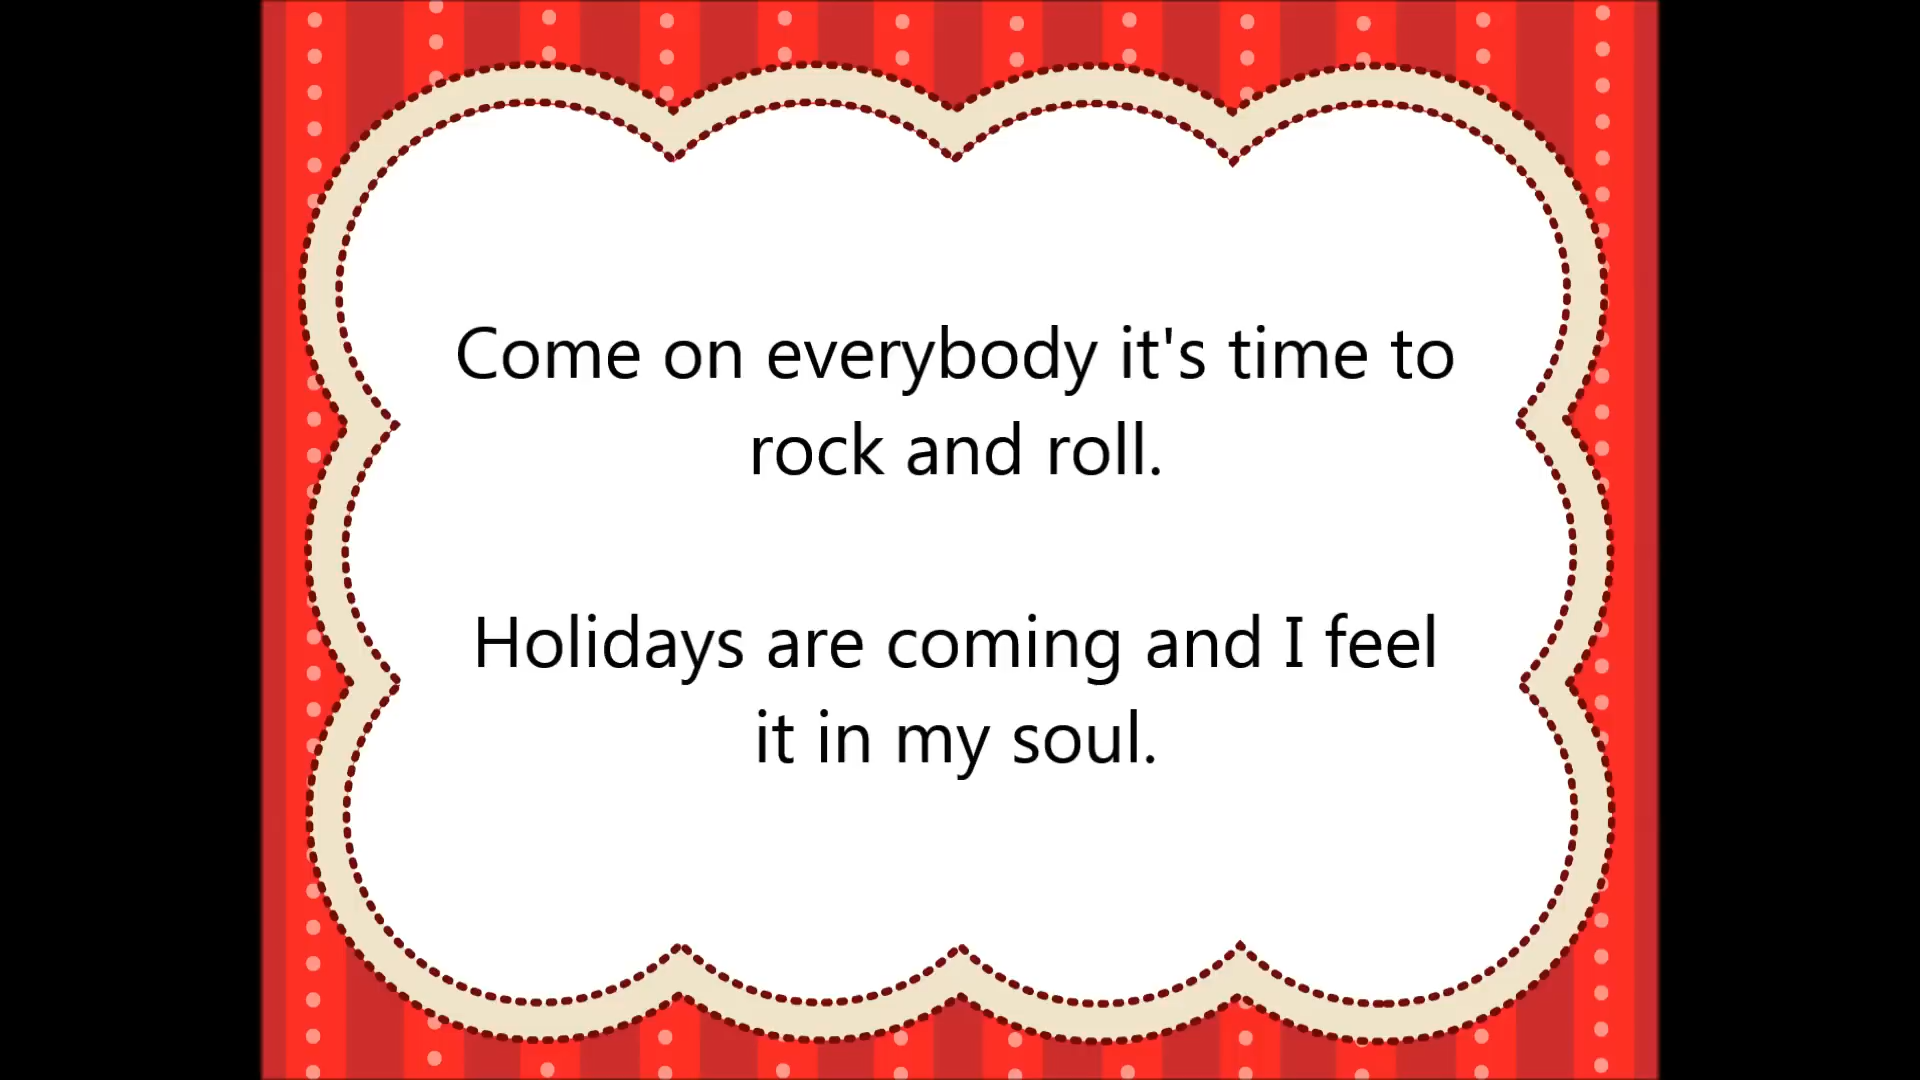 Come on everybody it's time to
rock and roll.
Holidays are coming and I feel
it in my soul.